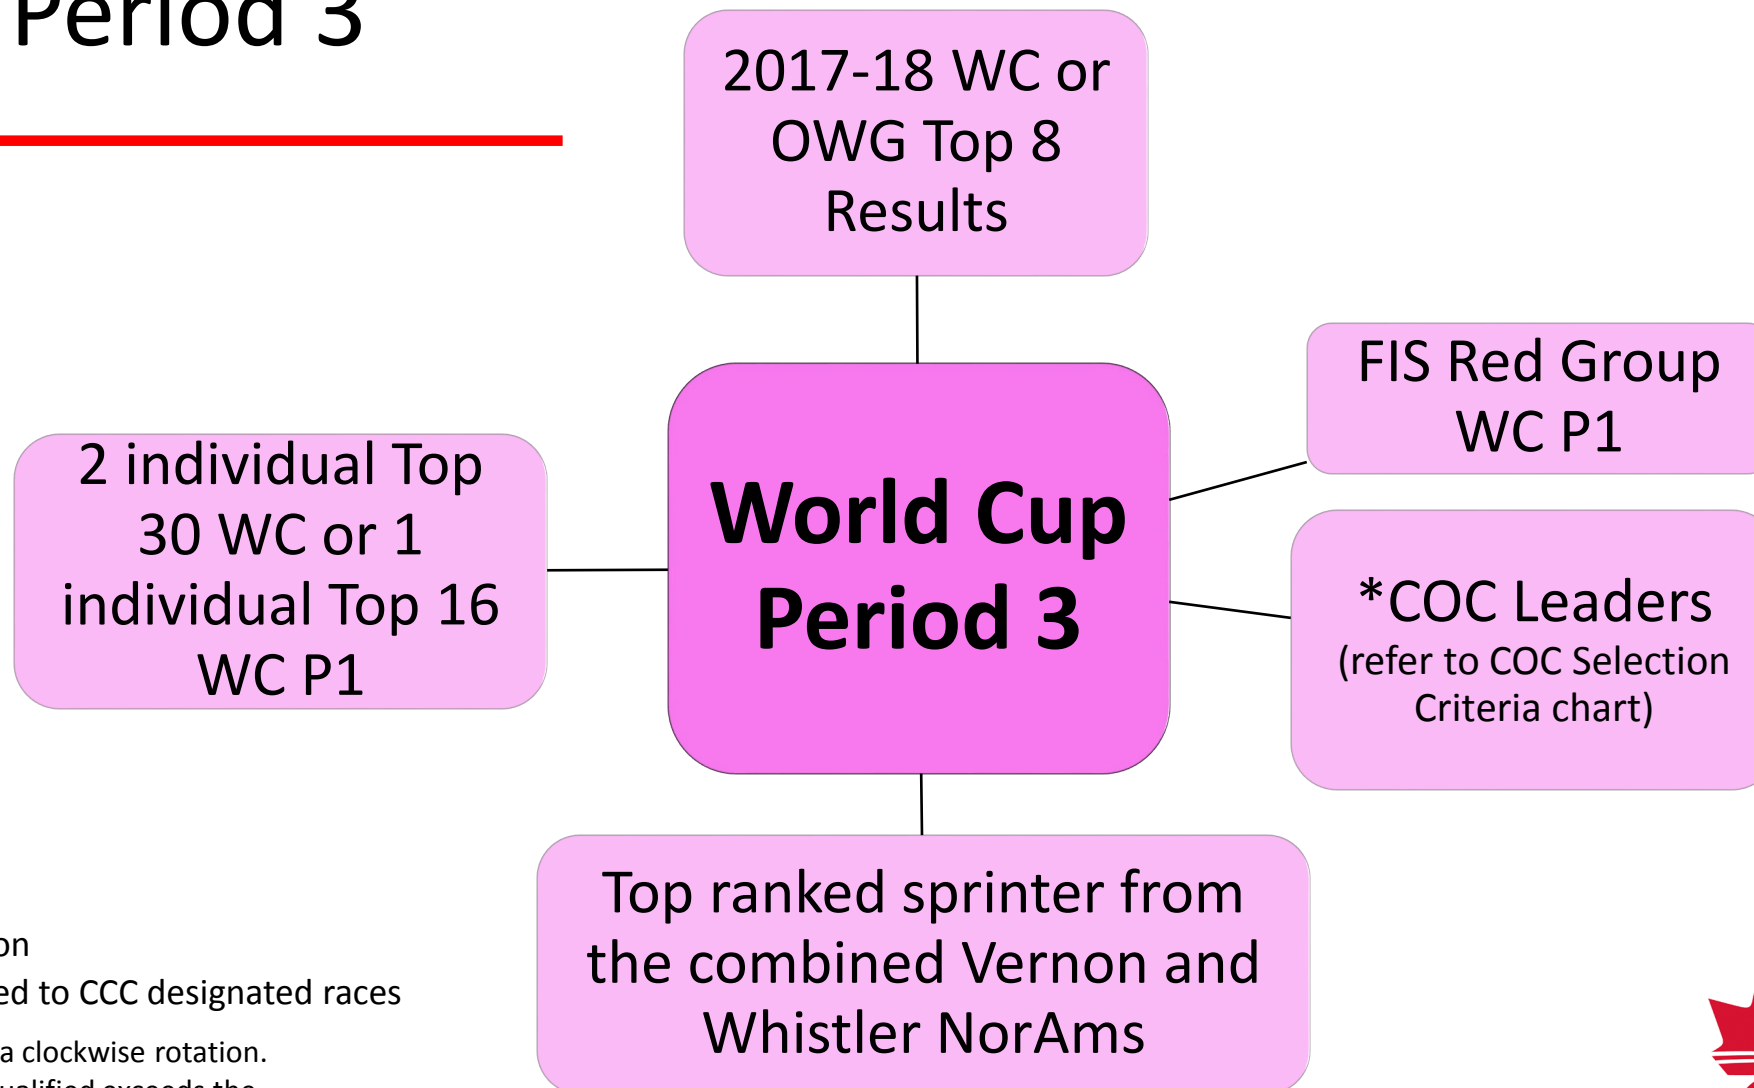 Period 3
2017-18 WC or
OWG Top 8
Results
FIS Red Group
WC P1
2 individual Top
30 WC or 1
individual Top 16
WC P1
World Cup
Period 3
*COC Leaders
(refer to COC Selection
Criteria chart)
Top ranked sprinter from
the combined Vernon and
Whistler NorAms
on
ed to CCC designated races
a clockwise rotation.
ualified exceeds the